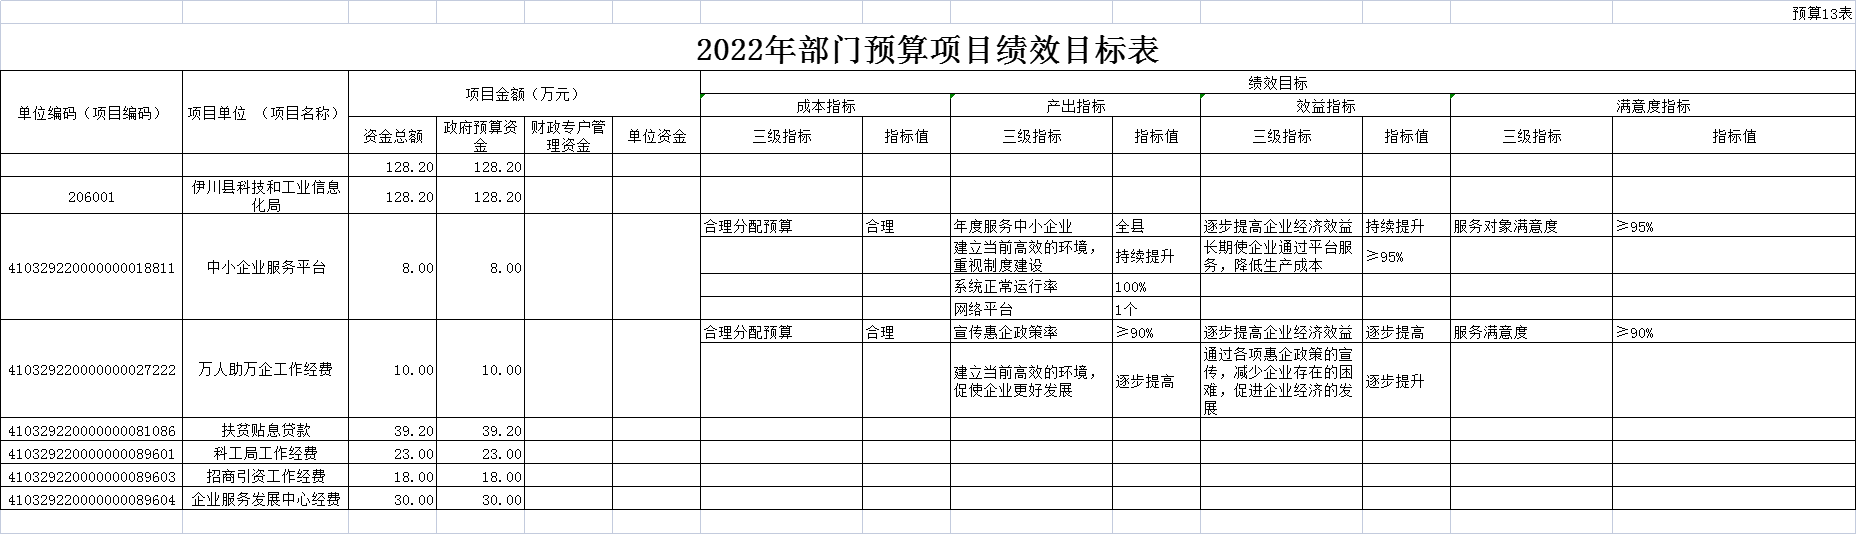 预算13表
2022年部门预算项目绩效目标表
单位编码（项目编码） 项目单位 （项目名称） 项目金额（万元） 绩效目标
成本指标 产出指标 效益指标 满意度指标
资金总额 政府预算资金 财政专户管理资金 单位资金 三级指标 指标值 三级指标 指标值 三级指标 指标值 三级指标 指标值
128.20 128.20
206001 伊川县科技和工业信息化局 128.20 128.20
410329220000000018811 中小企业服务平台 8.00 8.00 合理分配预算 合理 年度服务中小企业 全县 逐步提高企业经济效益 持续提升 服务对象满意度 ≥95%
建立当前高效的环境，重视制度建设 持续提升 长期使企业通过平台服务，降低生产成本 ≥95%
系统正常运行率 100%
网络平台 1个
410329220000000027222 万人助万企工作经费 10.00 10.00 合理分配预算 合理 宣传惠企政策率 ≥90% 逐步提高企业经济效益 逐步提高 服务满意度 ≥90%
建立当前高效的环境，促使企业更好发展 逐步提高 通过各项惠企政策的宣传，减少企业存在的困难，促进企业经济的发展 逐步提升
410329220000000081086 扶贫贴息贷款 39.20 39.20
410329220000000089601 科工局工作经费 23.00 23.00
410329220000000089603 招商引资工作经费 18.00 18.00
410329220000000089604 企业服务发展中心经费 30.00 30.00